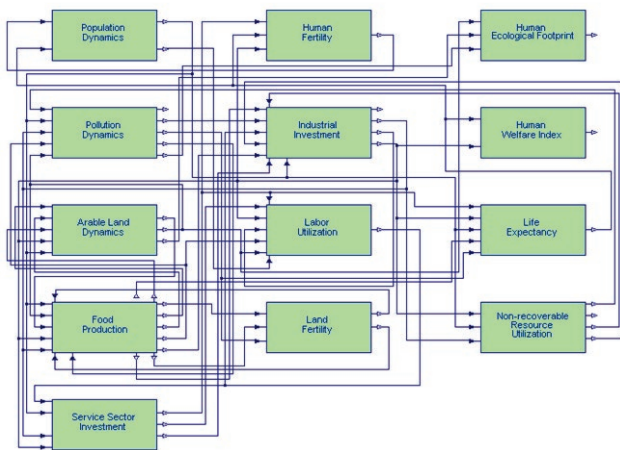 Population
Dynamics
Human
Fertility
Human
Ecological Footprint
Pollution
Dynamics
Industrial
Investment
Human
Welfare Index
Arable Land
Dynamics
Labor
Utilization
Life
Expectancy
Food
Production
Land
Fertility
Non-recoverable
Resource
Utilization
Service Sector
Investment